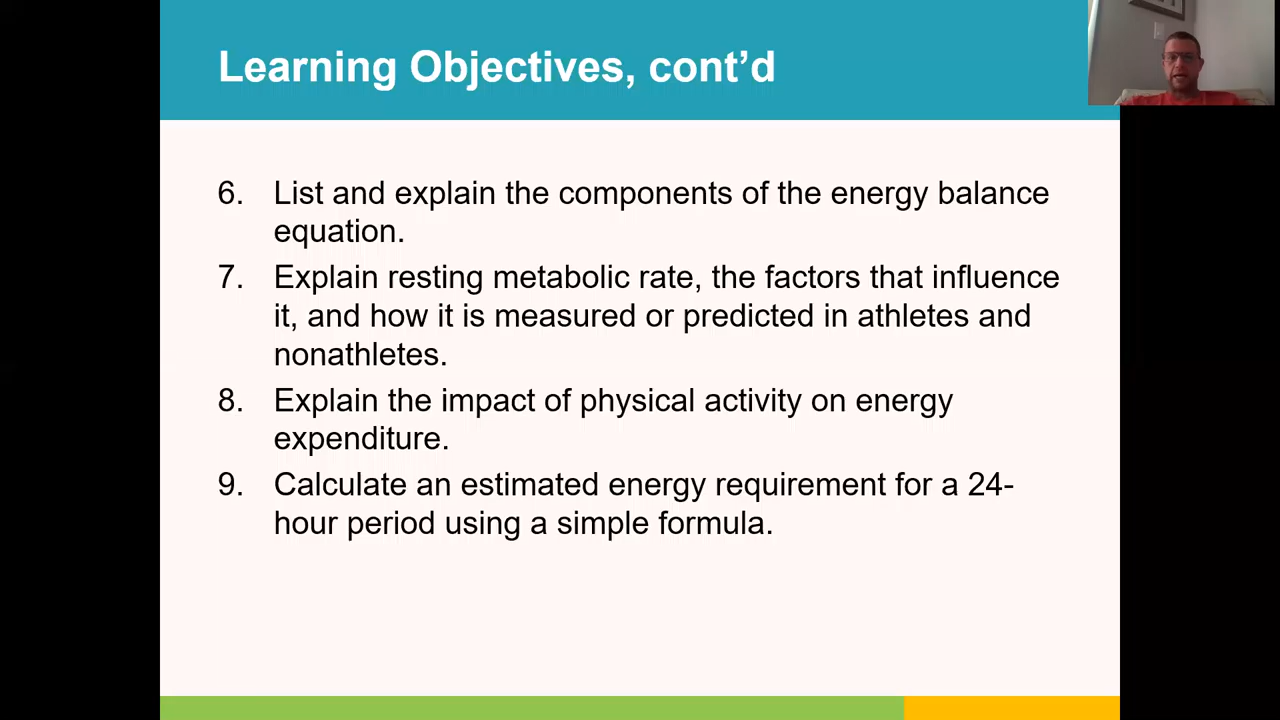 Learning Objectives, cont’d
6. List and explain the components of the energy balance
equation.
7. Explain resting metabolic rate, the factors that influence
it, and how it is measured or predicted in athletes and
nonathletes.
8. Explain the impact of physical activity on energy
expenditure.
9. Calculate an estimated energy requirement for a 24-
hour period using a simple formula.